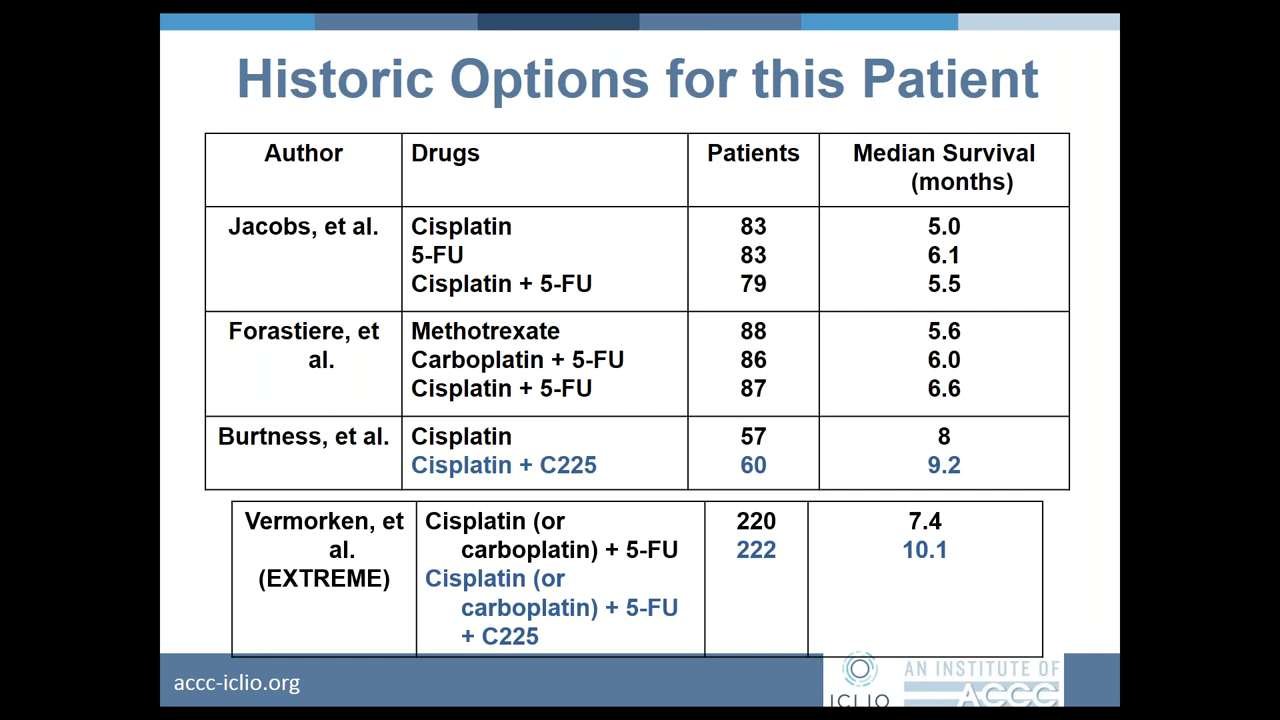 Historic Options for this Patient
Author Drugs Patients Median Survival
(months)
Jacobs, et al. Cisplatin 83 5.0
5-FU 83 6.1
Cisplatin + 5-FU 79 5.5
Forastiere, et Methotrexate 88 5.6
al. Carboplatin + 5-FU 86 6.0
Cisplatin + 5-FU 87 6.6
Burtness, et al. Cisplatin 57 8
Cisplatin + C225 60 9.2
Vermorken, et Cisplatin (or 220 7.4
al. carboplatin) + 5-FU 222 10.1
(EXTREME) Cisplatin (or
carboplatin) + 5-FU
+ C225
accc-iclio.org
ICLIO
AN INSTITUTE OF
ACCC